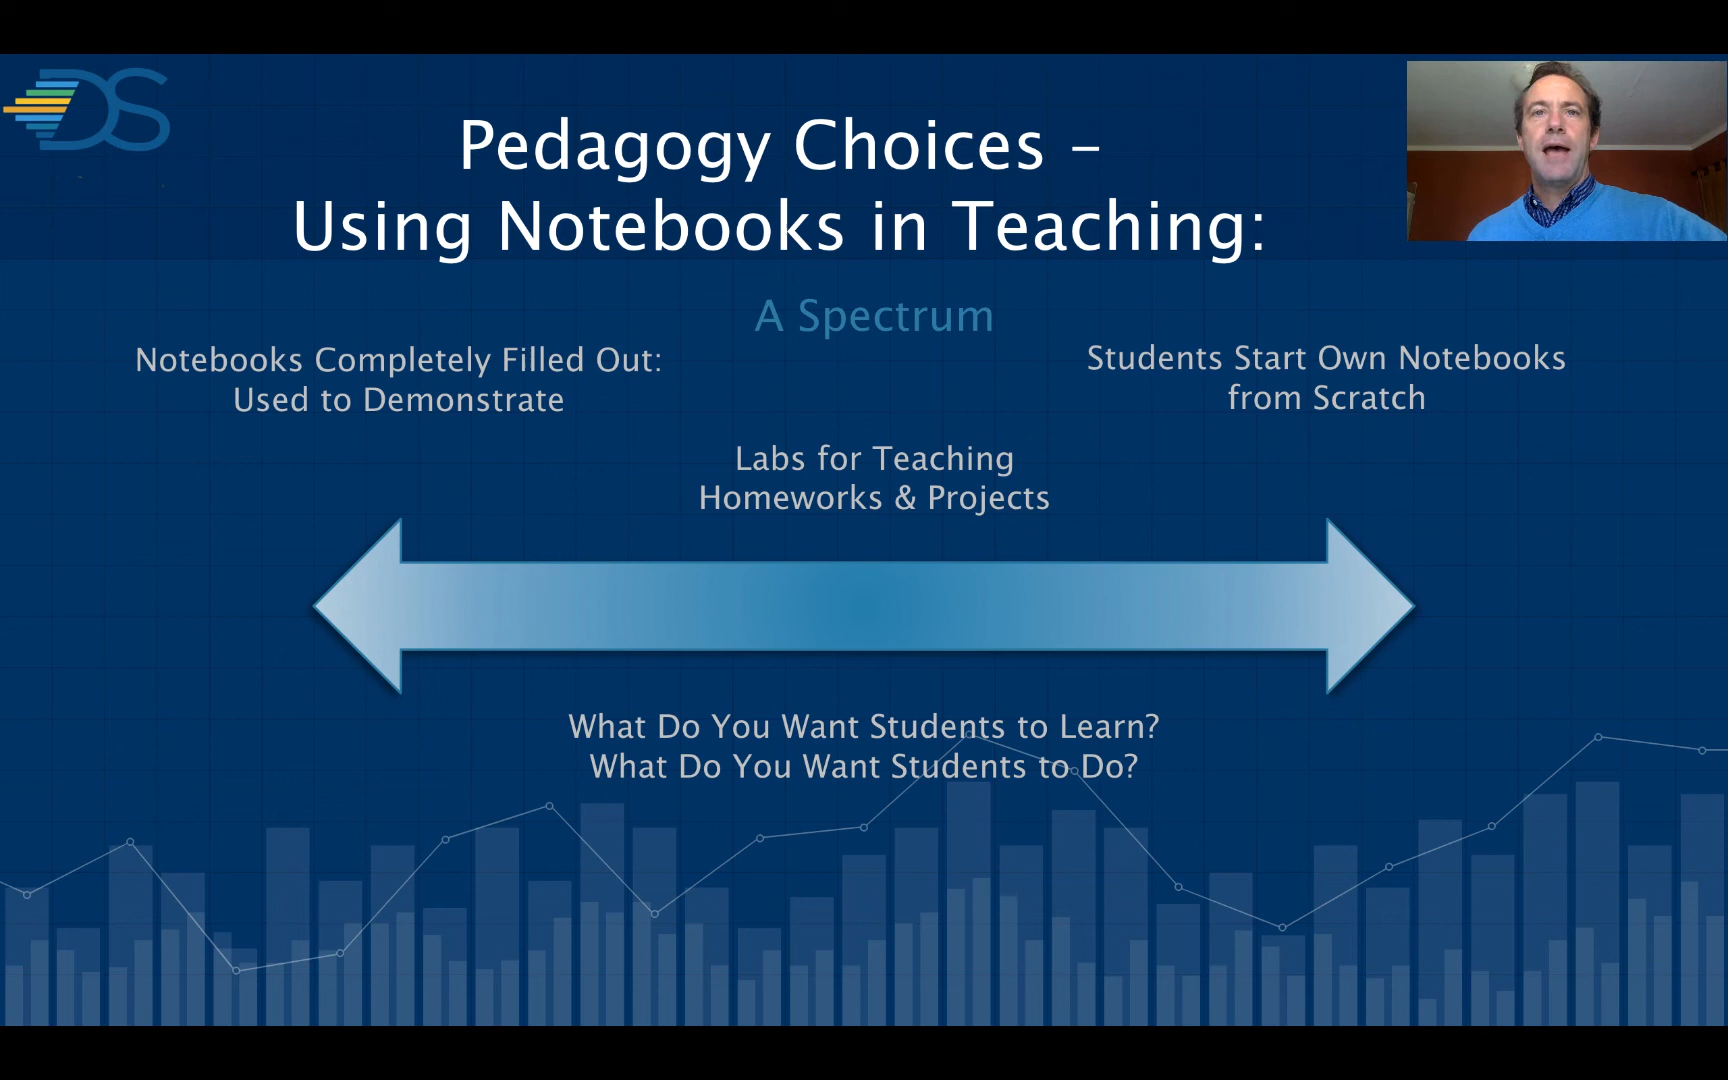 DS
Pedagogy Choices –
Using Notebooks in Teaching:
A Spectrum
Notebooks Completely Filled Out:
Used to Demonstrate
Students Start Own Notebooks
from Scratch
Labs for Teaching
Homeworks & Projects
What Do You Want Students to Learn?
What Do You Want Students to Do?